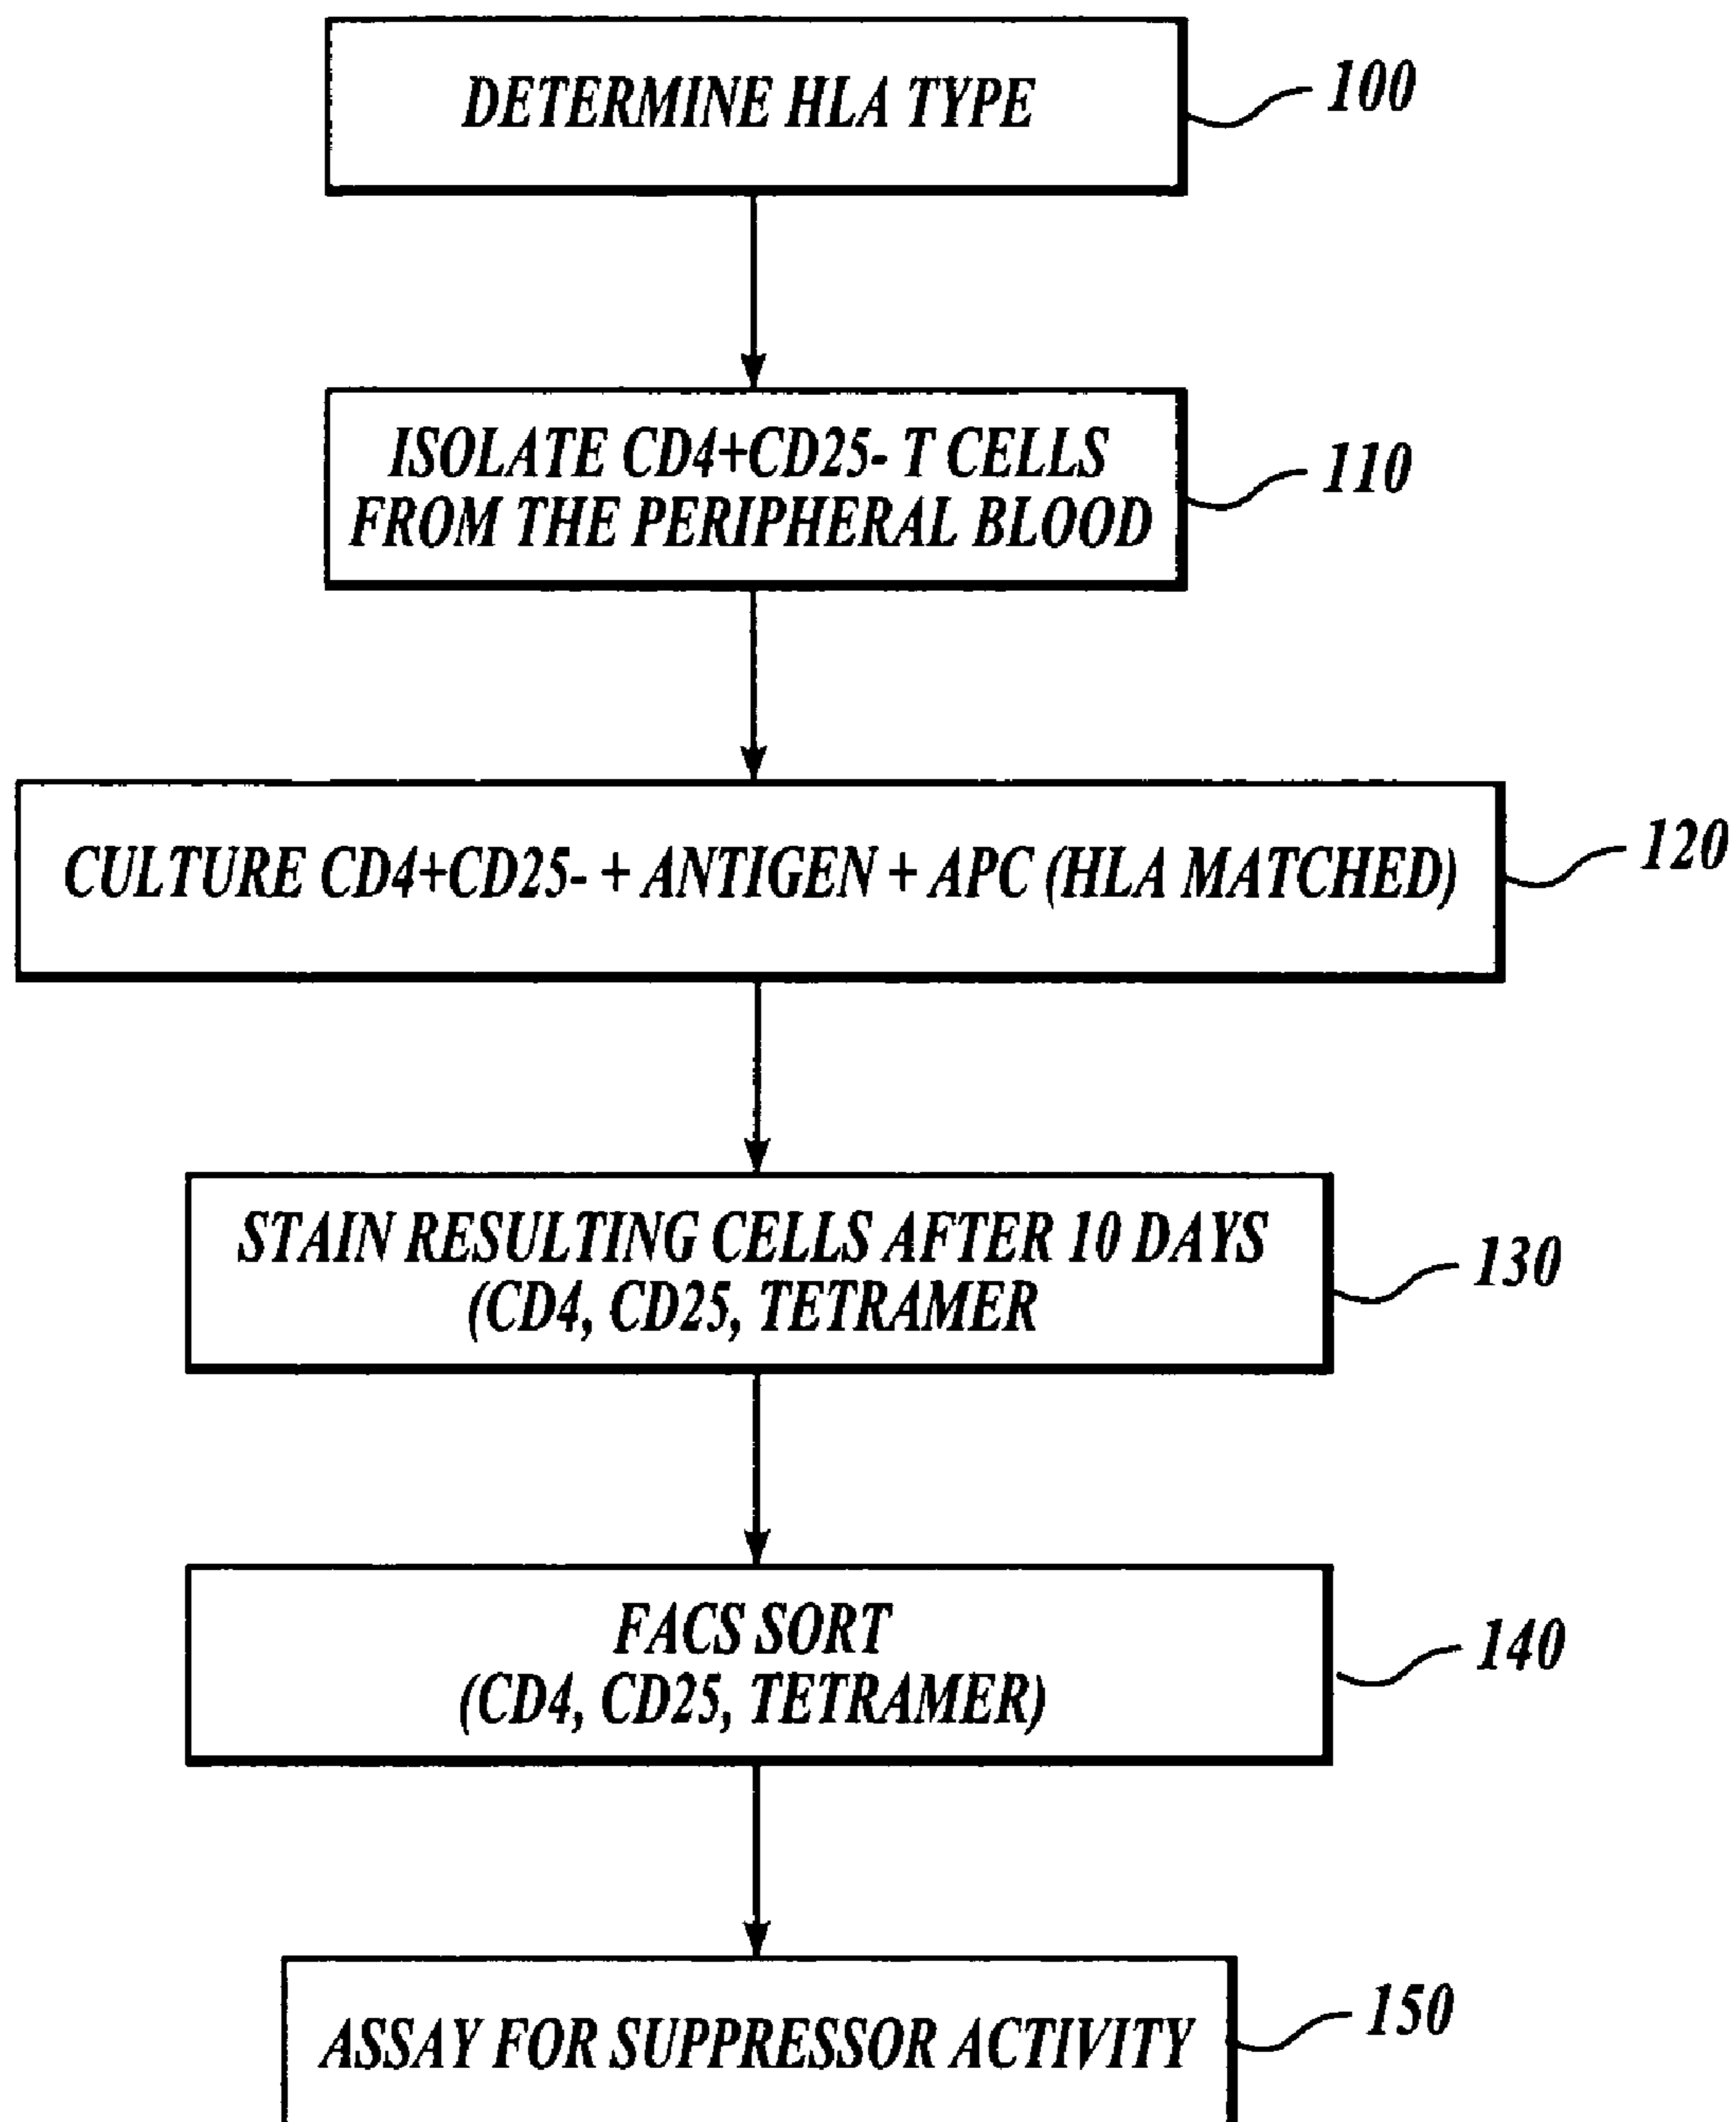 DETERMINE HLA TYPE
100
ISOLATE CD4+CD25- T CELLS
FROM THE PERIPHERAL BLOOD
110
CULTURE CD4+CD25- + ANTIGEN + APC (HLA MATCHED)
120
STAIN RESULTING CELLS AFTER 10 DAYS
(CD4, CD25, TETRAMER
130
FACS SORT
(CD4, CD25, TETRAMER)
140
ASSAY FOR SUPPRESSOR ACTIVITY
150